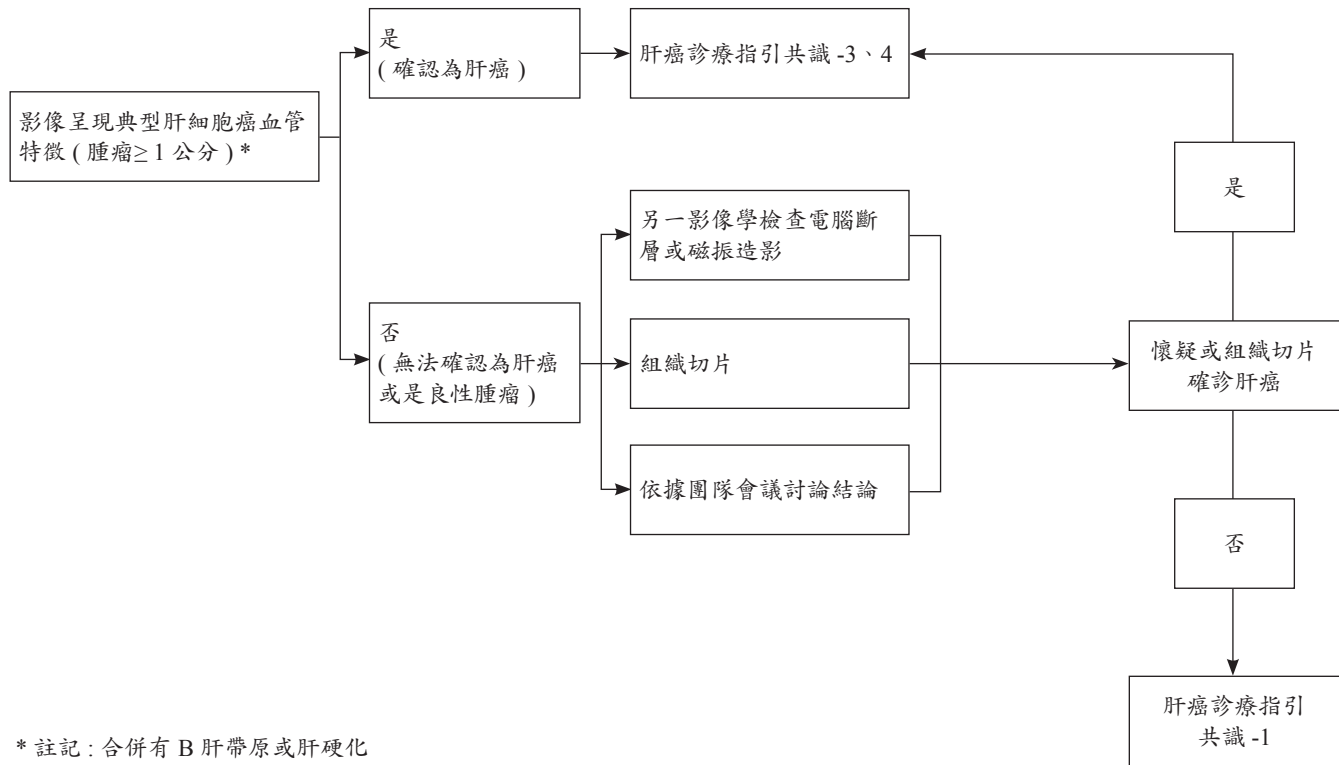 是
( 確認為肝癌 )
肝癌診療指引共識 -3、4
影像呈現典型肝細胞癌血管
特徵 ( 腫瘤≥ 1 公分 ) *
是
另一影像學檢查電腦斷
層或磁振造影
否
( 無法確認為肝癌
或是良性腫瘤 )
組織切片
懷疑或組織切片
確診肝癌
依據團隊會議討論結論
否
肝癌診療指引
共識 -1
* 註記 : 合併有 B 肝帶原或肝硬化